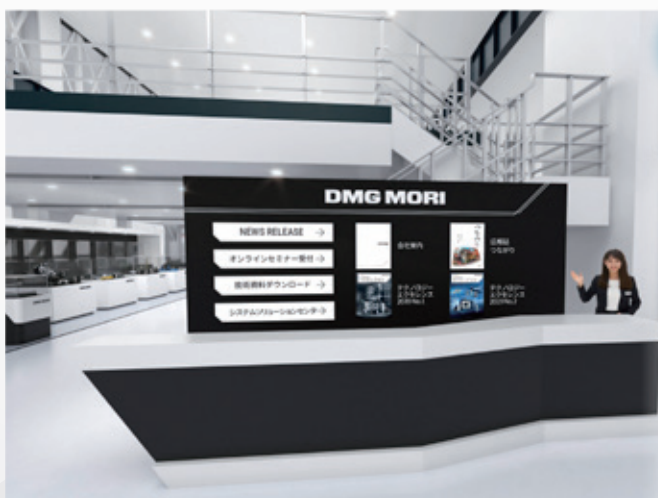 DMG MORI
NEWS RELEASE
オンラインセミナー受付
技術資料ダウンロード
システムソリューションセンタ
会社案内
広報誌
つながり
テクノロジー
エクセレンス
テクノロジー
エクセレンス